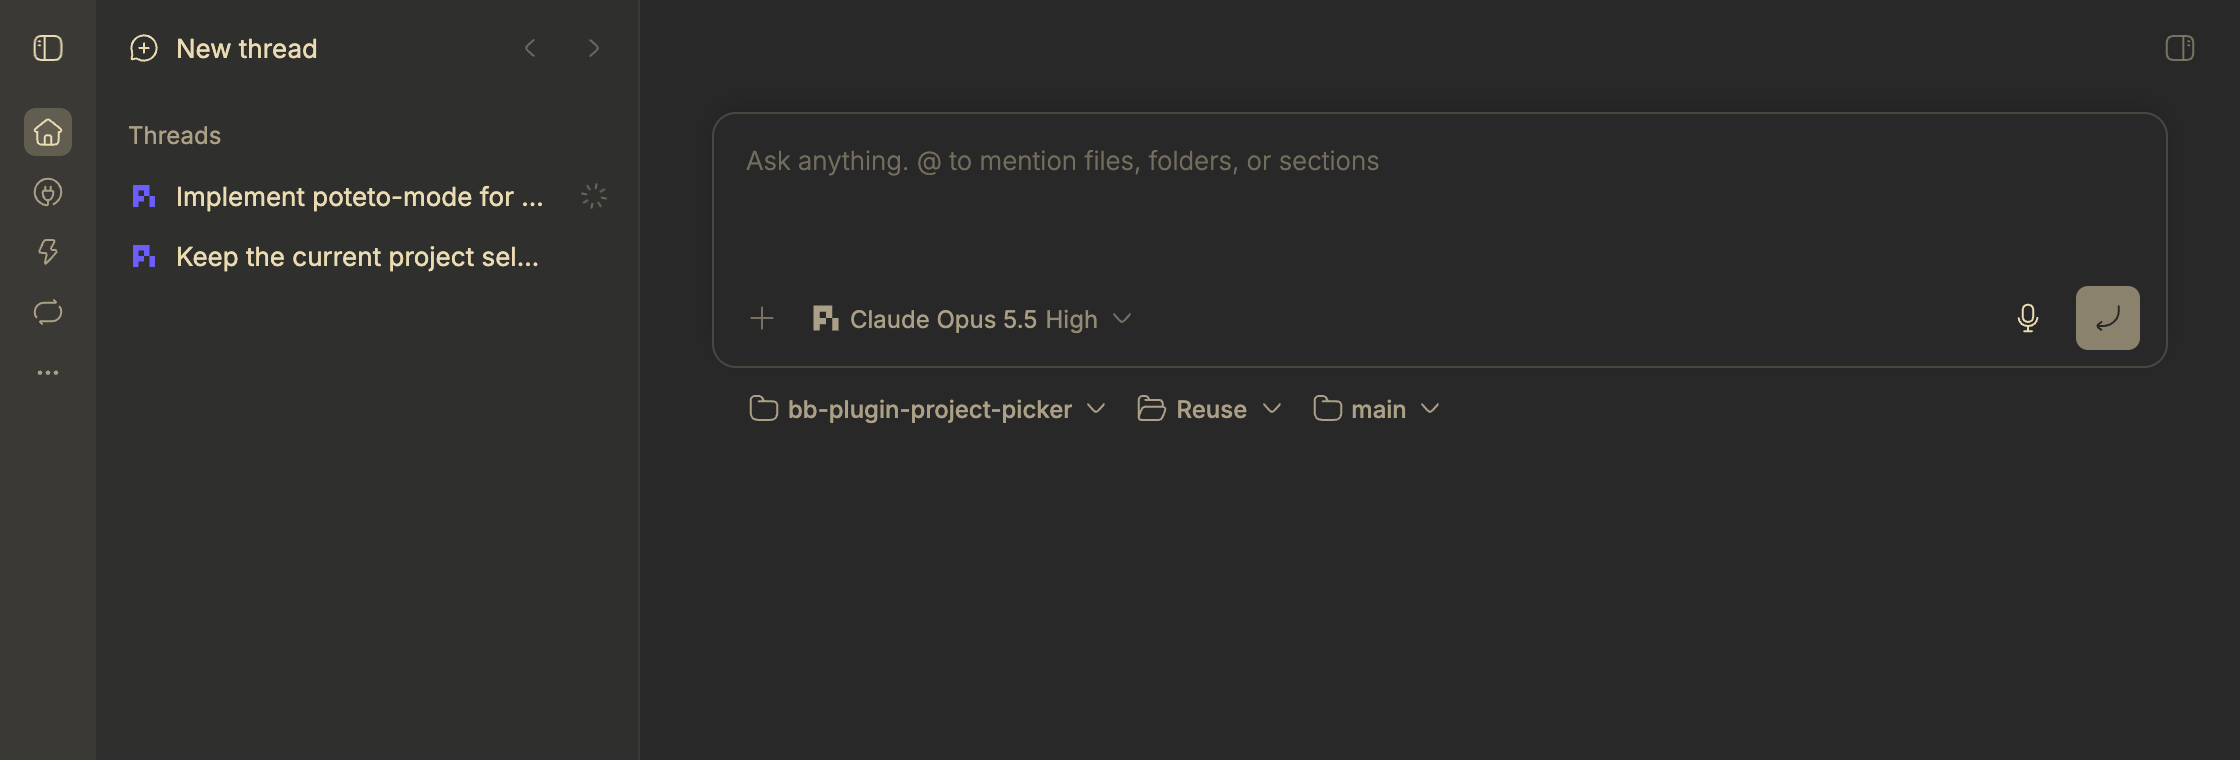 New thread
Threads
Implement poteto-mode for ...
Keep the current project sel...
Ask anything. @ to mention files, folders, or sections
Claude Opus 5.5 High
bb-plugin-project-picker
Reuse
main